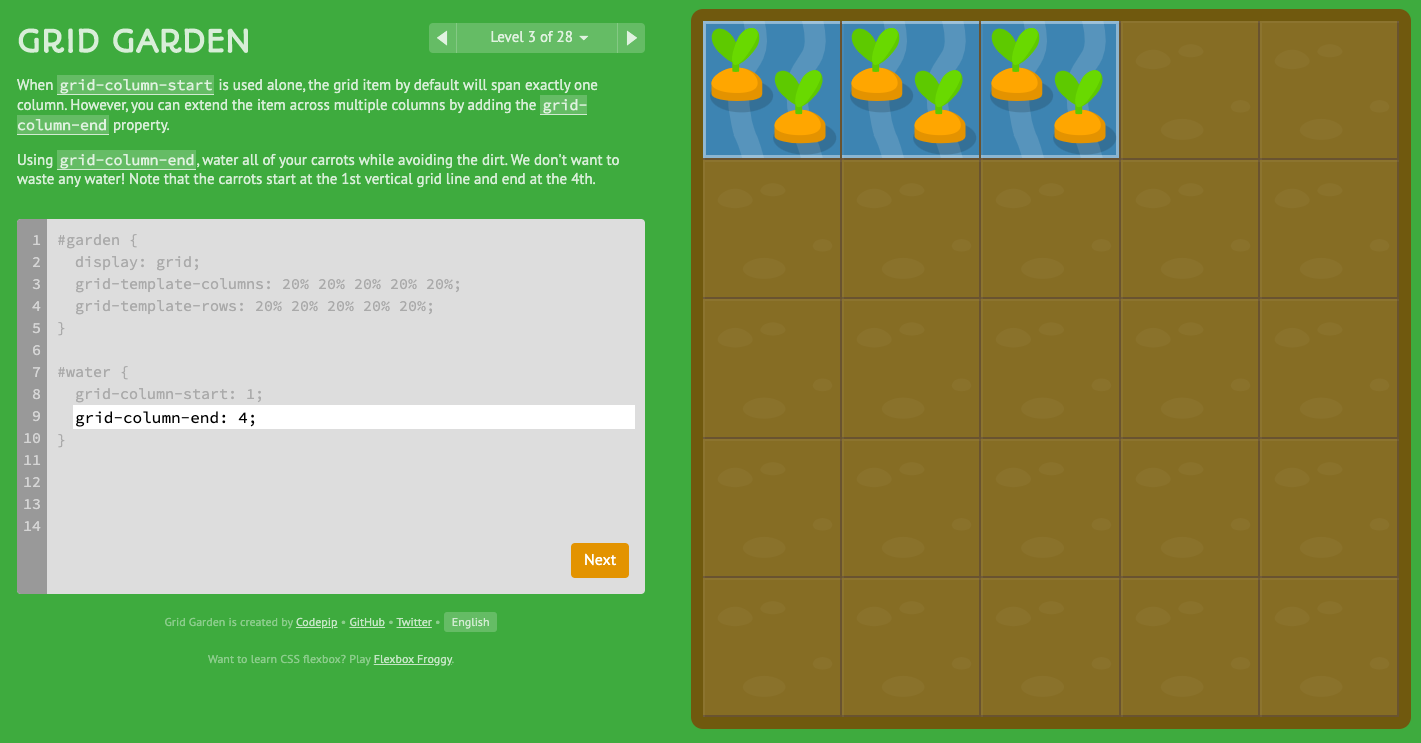 GRID GARDEN
Level 3 of 28
When grid-column-start is used alone, the grid item by default will span exactly one
column. However, you can extend the item across multiple columns by adding the grid-
column-end property.
Using grid-column-end, water all of your carrots while avoiding the dirt. We don't want to
waste any water! Note that the carrots start at the 1st vertical grid line and end at the 4th.
1 #garden {
2 display: grid;
3 grid-template-columns: 20% 20% 20% 20% 20%;
4 grid-template-rows: 20% 20% 20% 20% 20%;
5 }
6
7 #water {
8 grid-column-start: 1;
9 grid-column-end: 4;
10 }
11
12
13
14
Next
Grid Garden is created by Codepip • GitHub • Twitter • English
Want to learn CSS flexbox? Play Flexbox Froggy.